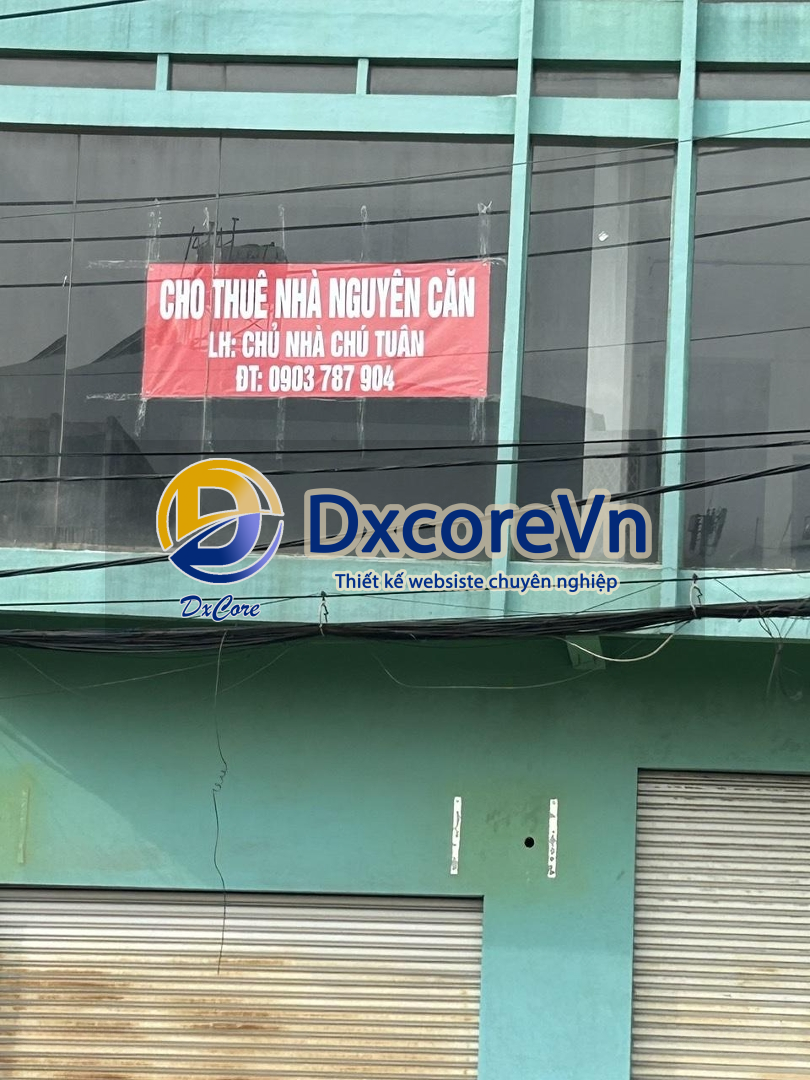 CHO THUÊ NHÀ NGUYÊN CĂN
LH: CHỦ NHÀ CHÚ TUÂN
ĐT: 0903 787 904
DxcoreVn
Thiết kế websiste chuyên nghiệp
DxCore